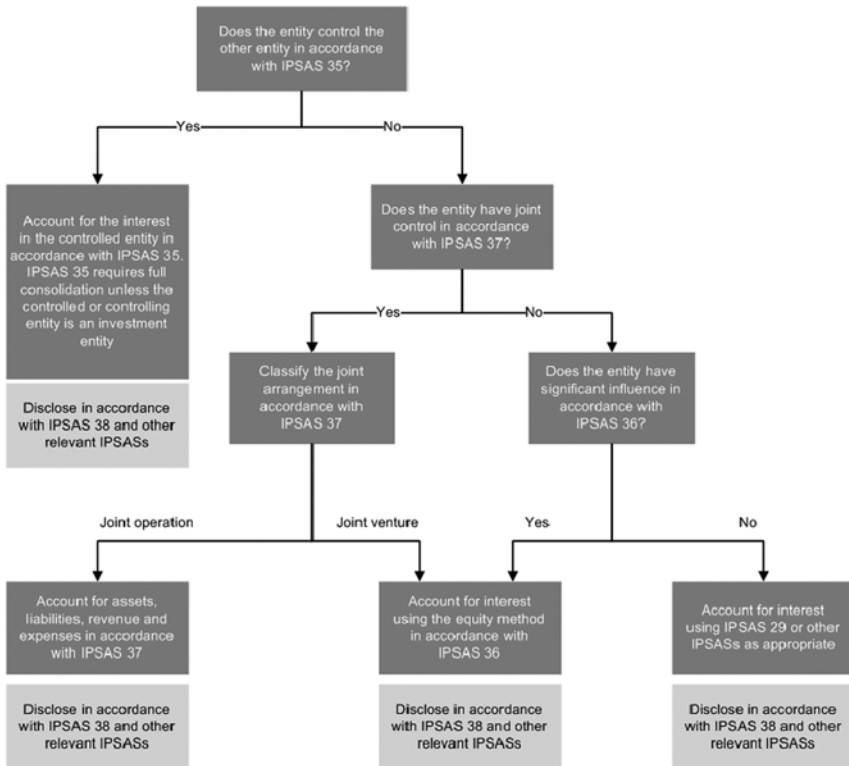 Does the entity control the
other entity in accordance
with IPSAS 35?
Yes
No
Account for the interest
in the controlled entity in
accordance with IPSAS 35.
IPSAS 35 requires full
consolidation unless the
controlled or controlling
entity is an investment
entity
Disclose in accordance
with IPSAS 38 and other
relevant IPSASs
Does the entity have joint
control in accordance
with IPSAS 37?
Yes
No
Classify the joint
arrangement in
accordance with
IPSAS 37
Does the entity have
significant influence in
accordance with
IPSAS 36?
Joint operation
Joint venture
Yes
No
Account for assets,
liabilities, revenue and
expenses in accordance
with IPSAS 37
Disclose in accordance
with IPSAS 38 and other
relevant IPSASs
Account for interest
using the equity method
in accordance with
IPSAS 36
Disclose in accordance
with IPSAS 38 and other
relevant IPSASs
Account for interest
using IPSAS 29 or other
IPSASs as appropriate
Disclose in accordance
with IPSAS 38 and other
relevant IPSASs